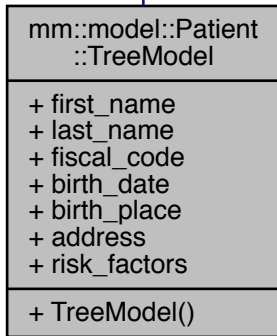 mm::model::Patient
::TreeModel
+ first_name
+ last_name
+ fiscal_code
+ birth_date
+ birth_place
+ address
+ risk_factors
+ TreeModel()